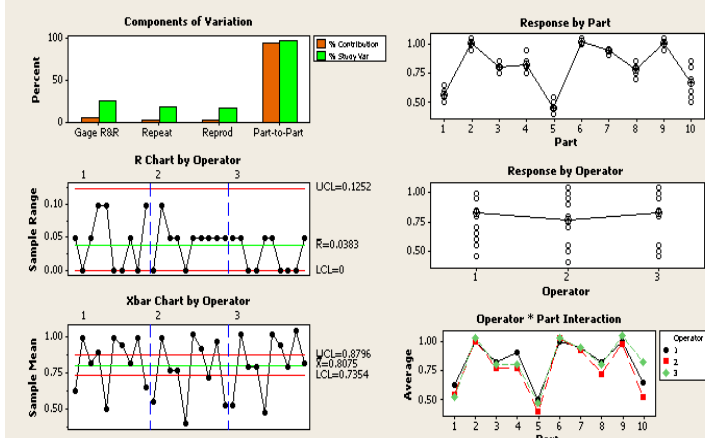 Components of Variation
% Contribution
% Study Var
Percent
100
50
0
Gage R&R Repeat Reprod Part-to-Part
Response by Part
1.00
0.75
0.50
1 2 3 4 5 6 7 8 9 10
Part
R Chart by Operator
1 2 3
Sample Range
0.10
0.05
0.00
UCL=0.1252
R=0.0383
LCL=0
Response by Operator
1.00
0.75
0.50
1 2 3
Operator
Xbar Chart by Operator
1 2 3
Sample Mean
1.00
0.75
0.50
UCL=0.8796
X=0.8075
LCL=0.7354
Operator * Part Interaction
Average
1.00
0.75
0.50
1 2 3 4 5 6 7 8 9 10
Operator
1
2
3